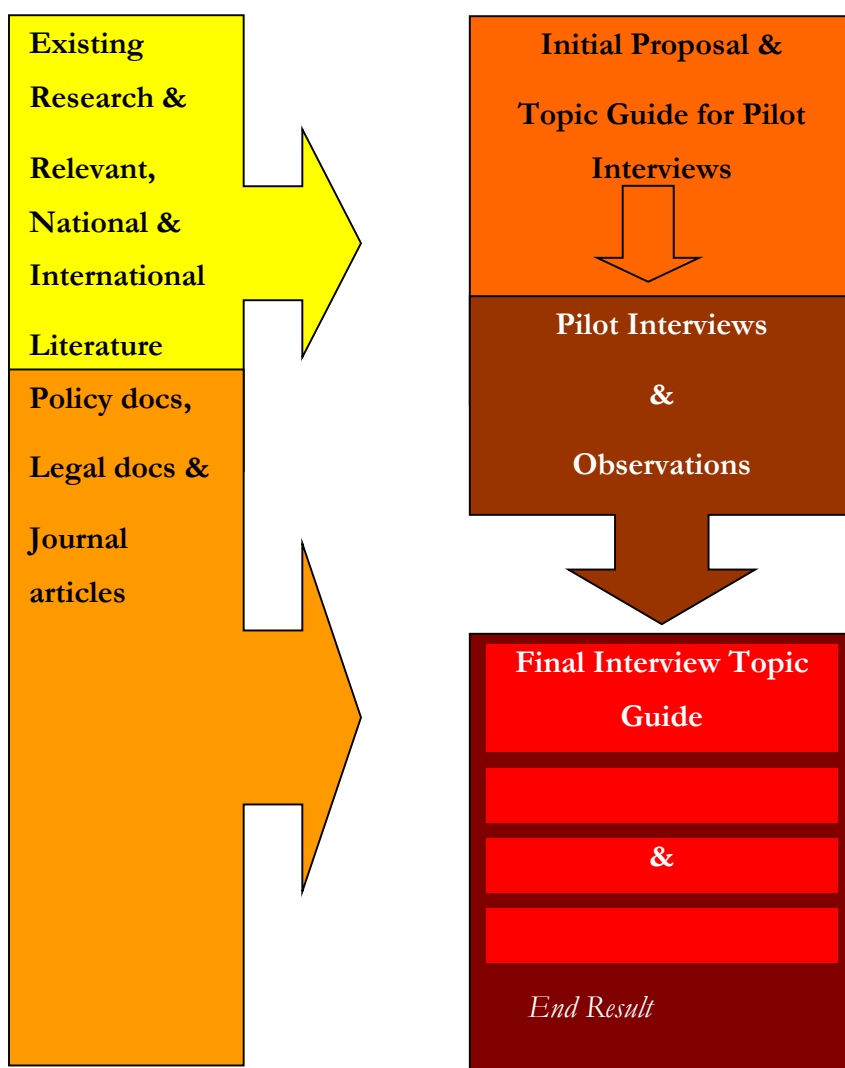 Existing
Research &
Relevant,
National &
International
Literature
Policy docs,
Legal docs &
Journal
articles
Initial Proposal &
Topic Guide for Pilot
Interviews
Pilot Interviews
&
Observations
Final Interview Topic
Guide
&
End Result